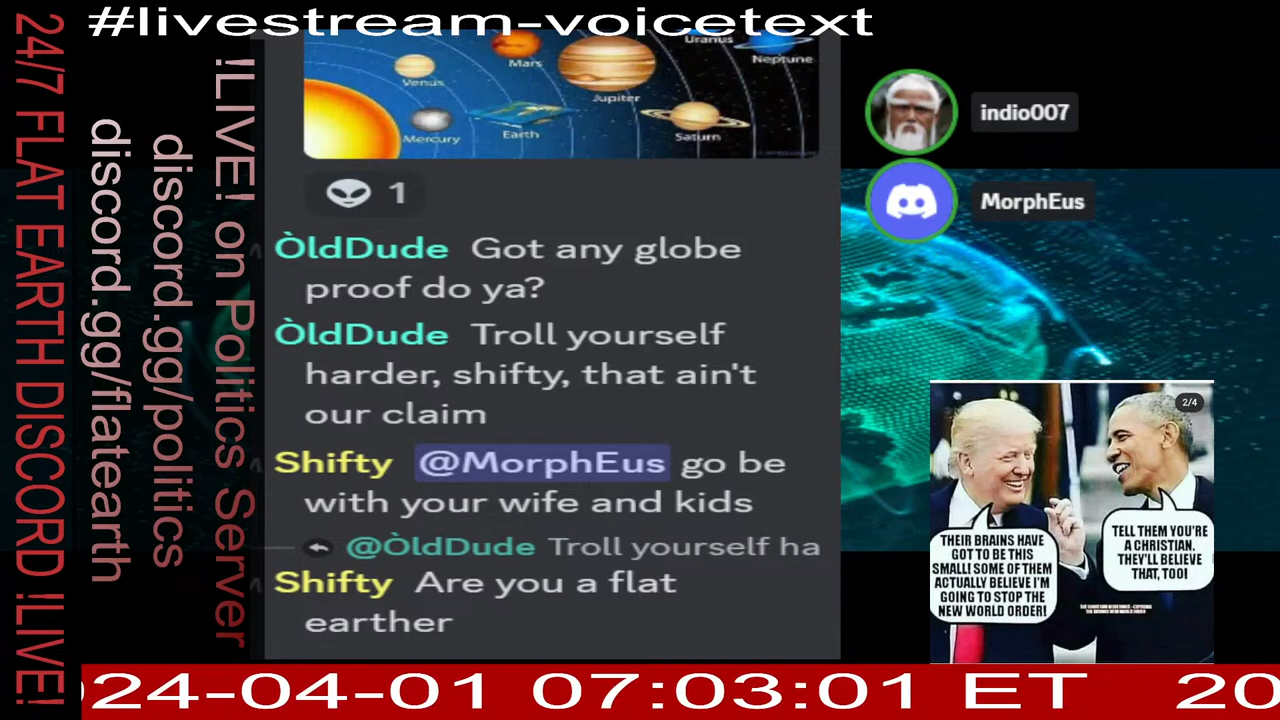 #livestream-voicetext
24/7 FLAT EARTH DISCORD !LIVE!
discord.gg/flatearth
discord.gg/politics
!LIVE! on Politics Server
Uranus
Neptune
Mars
Venus
Jupiter
Mercury
Earth
Saturn
1
ÒldDude Got any globe
proof do ya?
ÒldDude Troll yourself
harder, shifty, that ain't
our claim
Shifty @MorphEus go be
with your wife and kids
@ÒldDude Troll yourself ha
Shifty Are you a flat
earther
indio007
MorphEus
2/4
THEIR BRAINS HAVE
GOT TO BE THIS
SMALL! SOME OF THEM
ACTUALLY BELIEVE I'M
GOING TO STOP THE
NEW WORLD ORDER!
TELL THEM YOU'RE
A CHRISTIAN.
THEY'LL BELIEVE
THAT, TOO!
24-04-01 07:03:01 ET 20